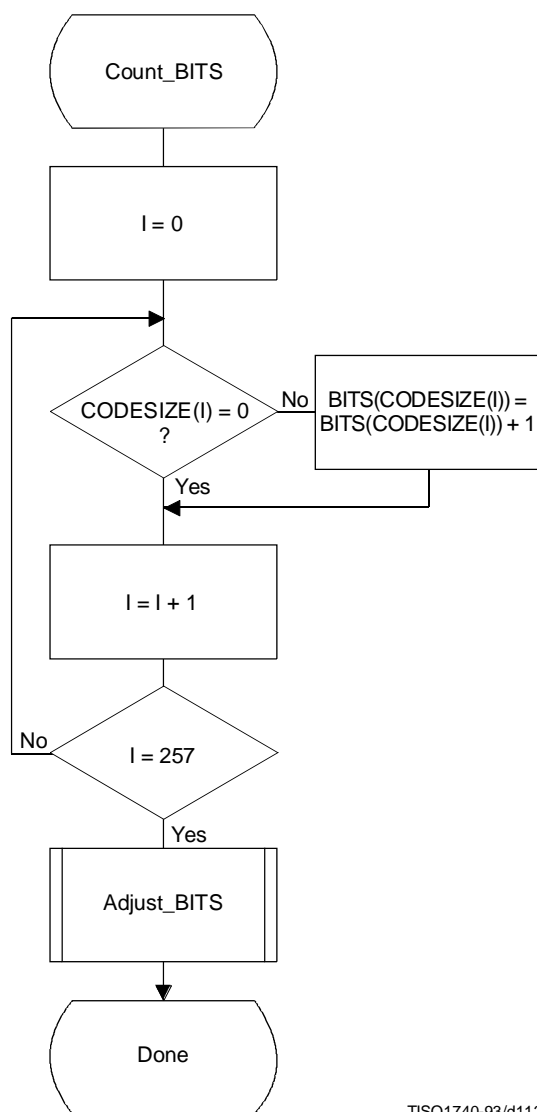 Count_BITS
I = 0
CODESIZE(I) = 0
?
No
BITS(CODESIZE(I)) =
BITS(CODESIZE(I)) + 1
Yes
I = I + 1
No
I = 257
Yes
Adjust_BITS
Done